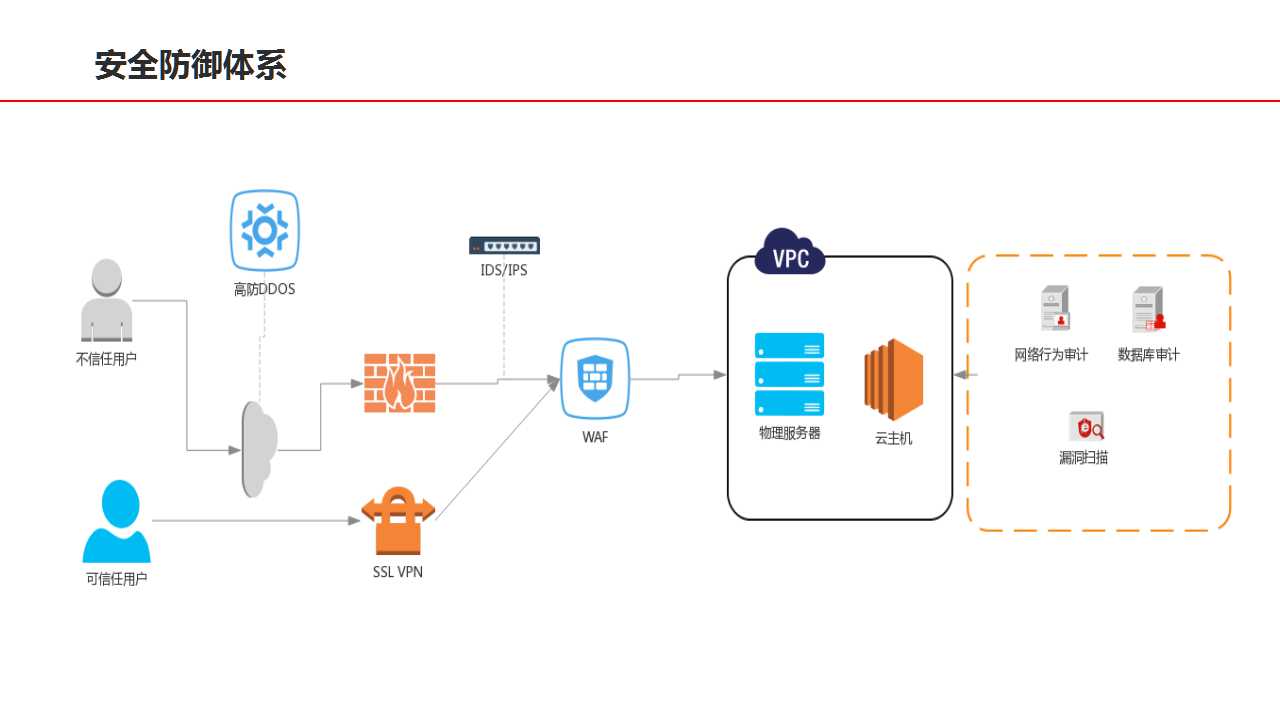 安全防御体系
高防DDOS
IDS/IPS
VPC
不信任用户
网络行为审计
数据库审计
WAF
物理服务器
云主机
漏洞扫描
可信任用户
SSL VPN